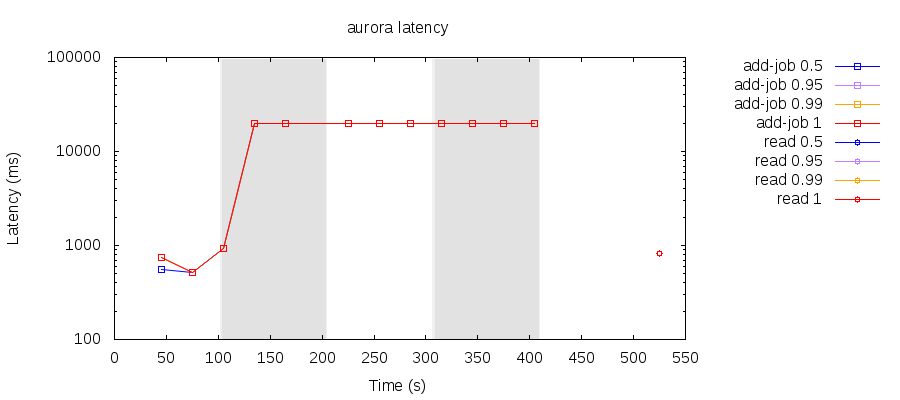 aurora latency
100000
10000
1000
100
Latency (ms)
0 50 100 150 200 250 300 350 400 450 500 550
Time (s)
add-job 0.5
add-job 0.95
add-job 0.99
add-job 1
read 0.5
read 0.95
read 0.99
read 1